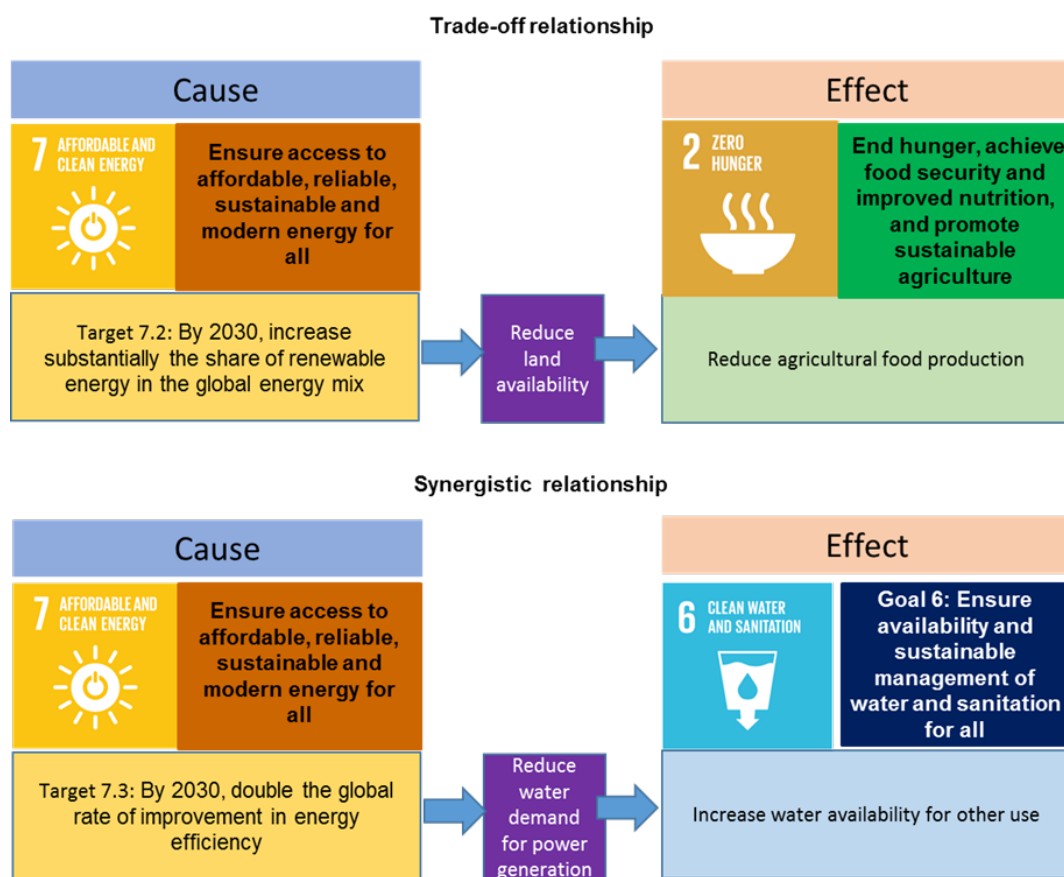 Trade-off relationship
Cause
Effect
7 AFFORDABLE AND
CLEAN ENERGY
Ensure access to
affordable, reliable,
sustainable and
modern energy for
all
2 ZERO
HUNGER
End hunger, achieve
food security and
improved nutrition,
and promote
sustainable
agriculture
Target 7.2: By 2030, increase
substantially the share of renewable
energy in the global energy mix
Reduce
land
availability
Reduce agricultural food production
Synergistic relationship
Cause
Effect
7 AFFORDABLE AND
CLEAN ENERGY
Ensure access to
affordable, reliable,
sustainable and
modern energy for
all
6 CLEAN WATER
AND SANITATION
Goal 6: Ensure
availability and
sustainable
management of
water and sanitation
for all
Target 7.3: By 2030, double the global
rate of improvement in energy
efficiency
Reduce
water
demand
for power
generation
Increase water availability for other use